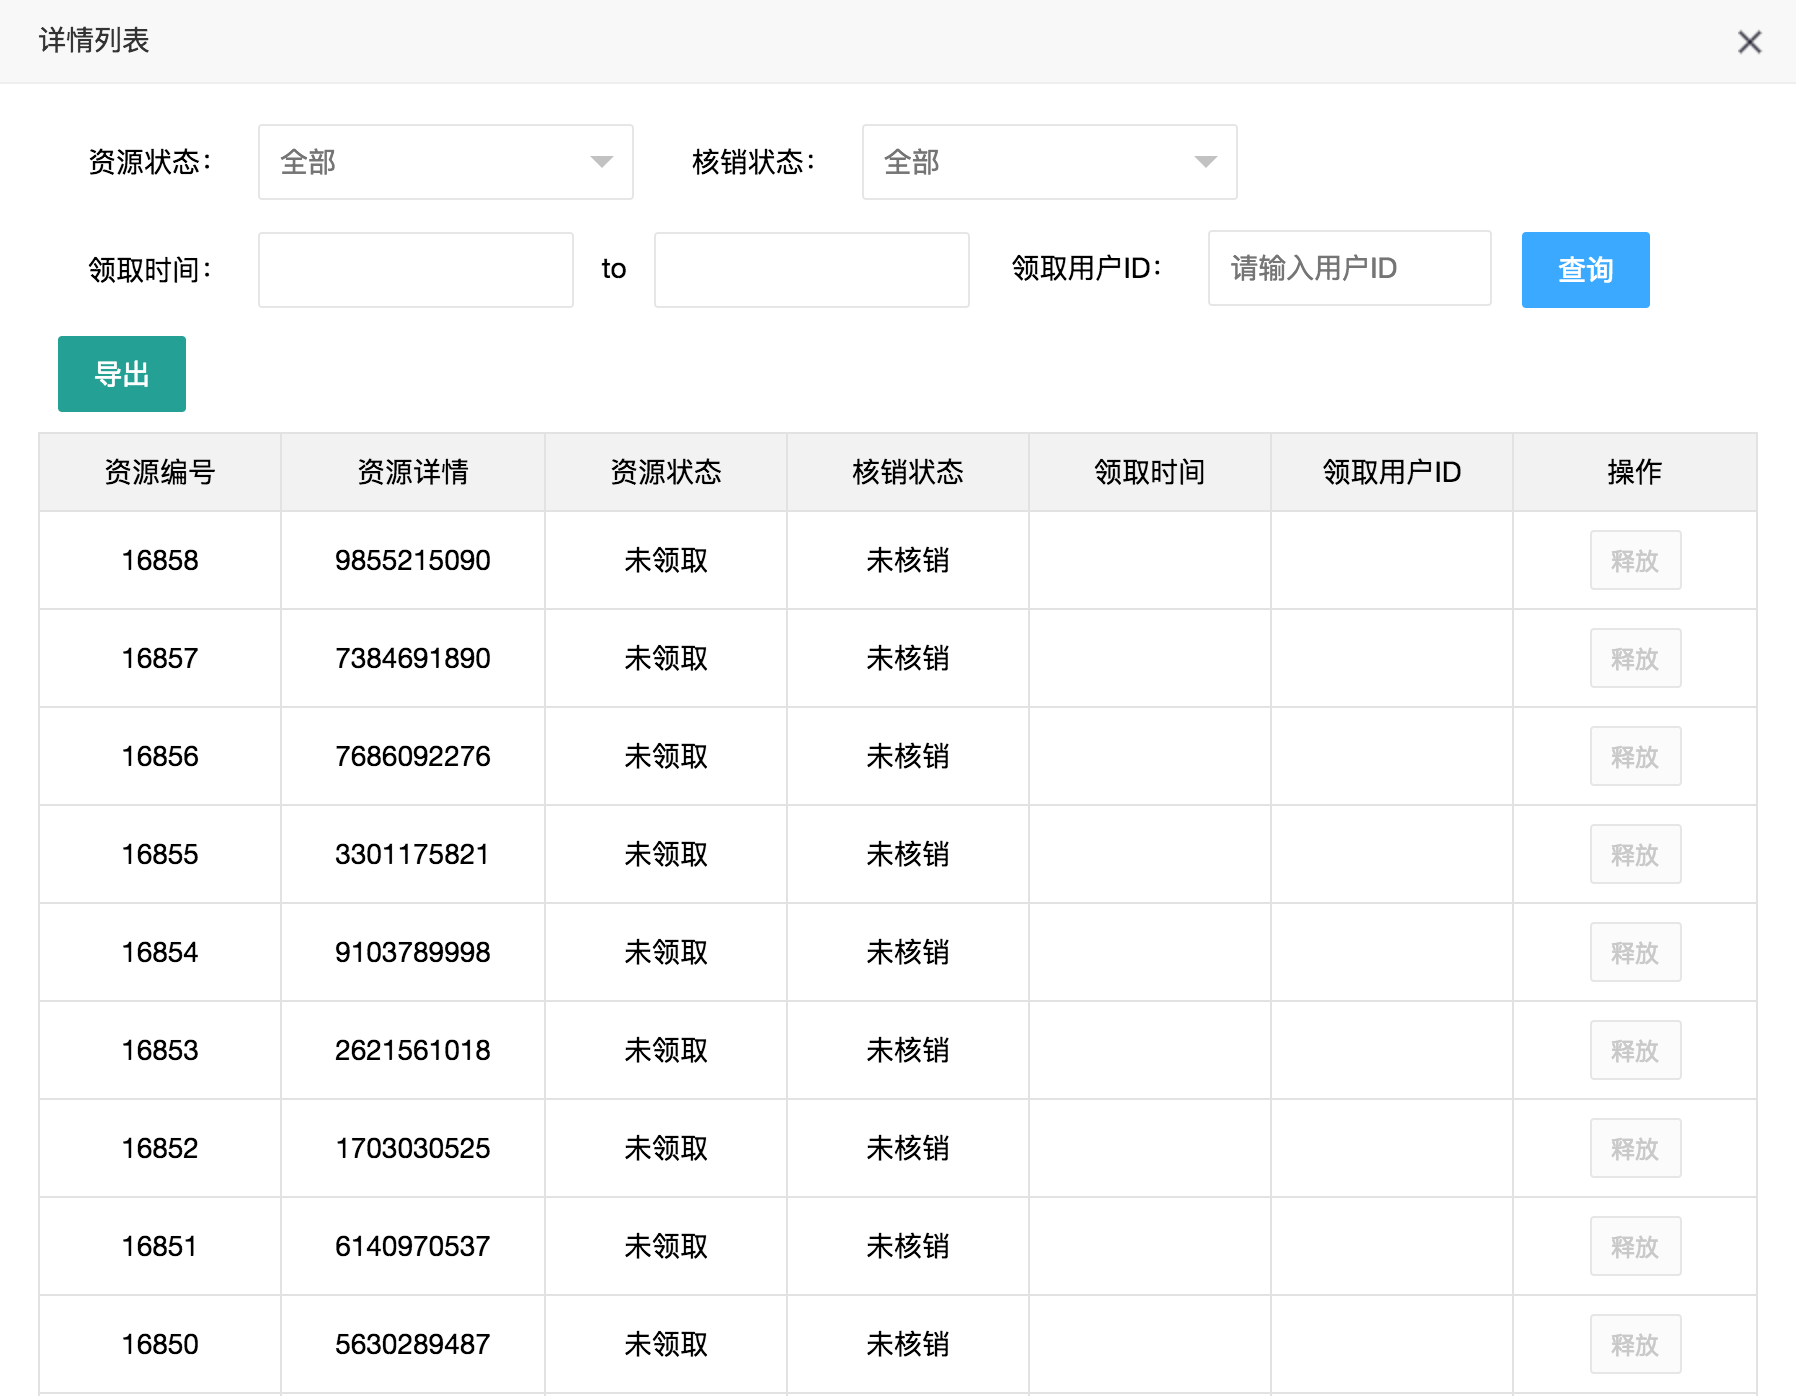 详情列表
资源状态： 全部 核销状态： 全部
领取时间： to 领取用户ID： 请输入用户ID 查询
导出
资源编号 资源详情 资源状态 核销状态 领取时间 领取用户ID 操作
16858 9855215090 未领取 未核销 释放
16857 7384691890 未领取 未核销 释放
16856 7686092276 未领取 未核销 释放
16855 3301175821 未领取 未核销 释放
16854 9103789998 未领取 未核销 释放
16853 2621561018 未领取 未核销 释放
16852 1703030525 未领取 未核销 释放
16851 6140970537 未领取 未核销 释放
16850 5630289487 未领取 未核销 释放